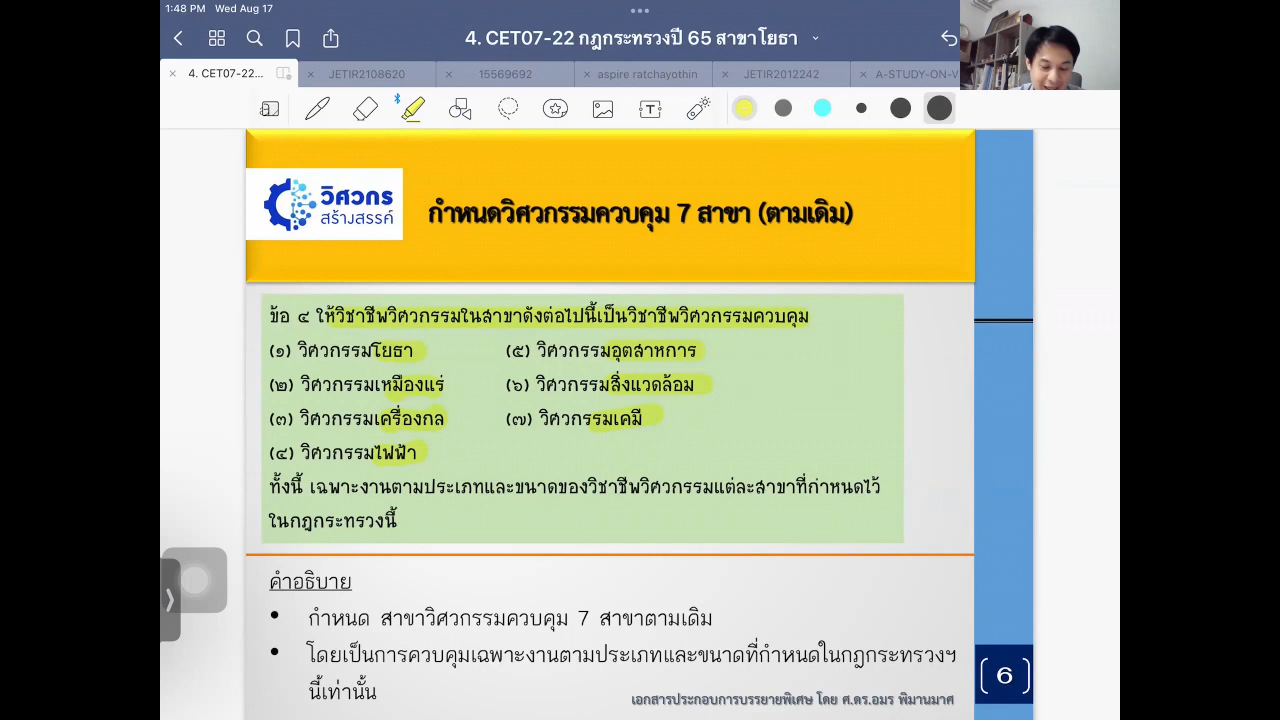 1:48 PM Wed Aug 17
4. CET07-22 กฎกระทรวงปี 65 สาขาโยธา
4. CET07-22... JETIR2108620 15569692 aspire ratchayothin JETIR2012242 A-STUDY-ON-V
วิศวกร
สร้างสรรค์
กำหนดวิศวกรรมควบคุม 7 สาขา (ตามเดิม)
ข้อ ๔ ให้วิชาชีพวิศวกรรมในสาขาดังต่อไปนี้เป็นวิชาชีพวิศวกรรมควบคุม
(๑) วิศวกรรมโยธา (๕) วิศวกรรมอุตสาหการ
(๒) วิศวกรรมเหมืองแร่ (๖) วิศวกรรมสิ่งแวดล้อม
(๓) วิศวกรรมเครื่องกล (๗) วิศวกรรมเคมี
(๔) วิศวกรรมไฟฟ้า
ทั้งนี้ เฉพาะงานตามประเภทและขนาดของวิชาชีพวิศวกรรมแต่ละสาขาที่กำหนดไว้
ในกฎกระทรวงนี้
คำอธิบาย
• กำหนด สาขาวิศวกรรมควบคุม 7 สาขาตามเดิม
• โดยเป็นการควบคุมเฉพาะงานตามประเภทและขนาดที่กำหนดในกฎกระทรวงฯ
นี้เท่านั้น
เอกสารประกอบการบรรยายพิเศษ โดย ศ.ดร.อมร พิมานมาศ
6